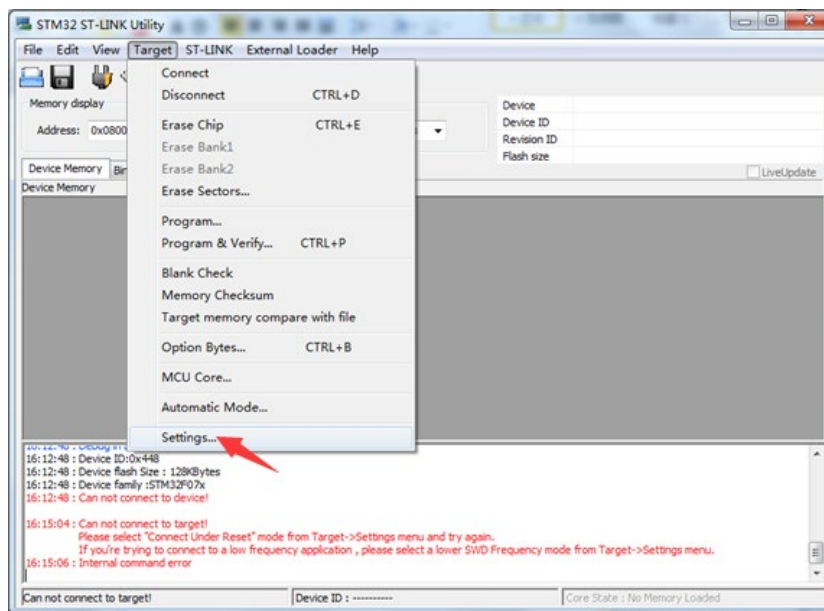 STM32 ST-LINK Utility
File Edit View Target ST-LINK External Loader Help
Memory display
Address: 0x0800
Device
Device ID
Revision ID
Flash size
Device Memory
LiveUpdate
Device Memory
Connect
Disconnect CTRL+D
Erase Chip CTRL+E
Erase Bank1
Erase Bank2
Erase Sectors...
Program...
Program & Verify... CTRL+P
Blank Check
Memory Checksum
Target memory compare with file
Option Bytes... CTRL+B
MCU Core...
Automatic Mode...
Settings...
16:12:48 : Device ID:0x448
16:12:48 : Device flash Size : 128KBytes
16:12:48 : Device family :STM32F07x
16:12:48 : Can not connect to device!
16:15:04 : Can not connect to target!
Please select "Connect Under Reset" mode from Target->Settings menu and try again.
If you're trying to connect to a low frequency application , please select a lower SWD Frequency mode from Target->Settings menu.
16:15:06 : Internal command error
Can not connect to target!
Device ID : ----------
Core State : No Memory Loaded